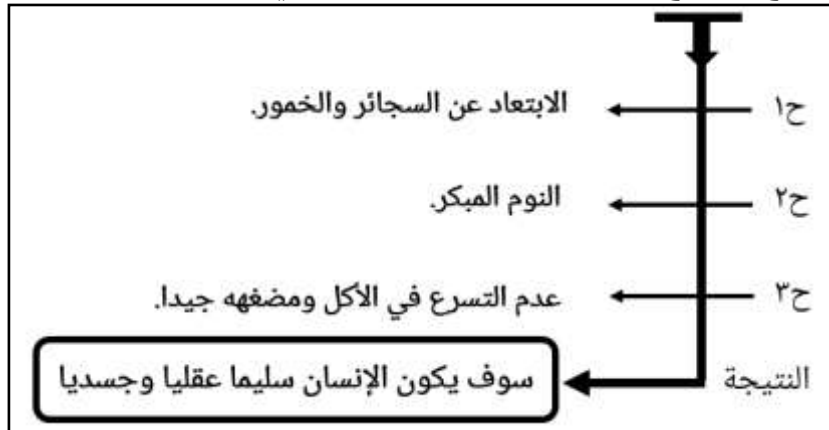 ح١ الابتعاد عن السجائر والخمور.
ح٢ النوم المبكر.
ح٣ عدم التسرع في الأكل ومضغهه جيدا.
النتيجة سوف يكون الإنسان سليما عقليا وجسديا